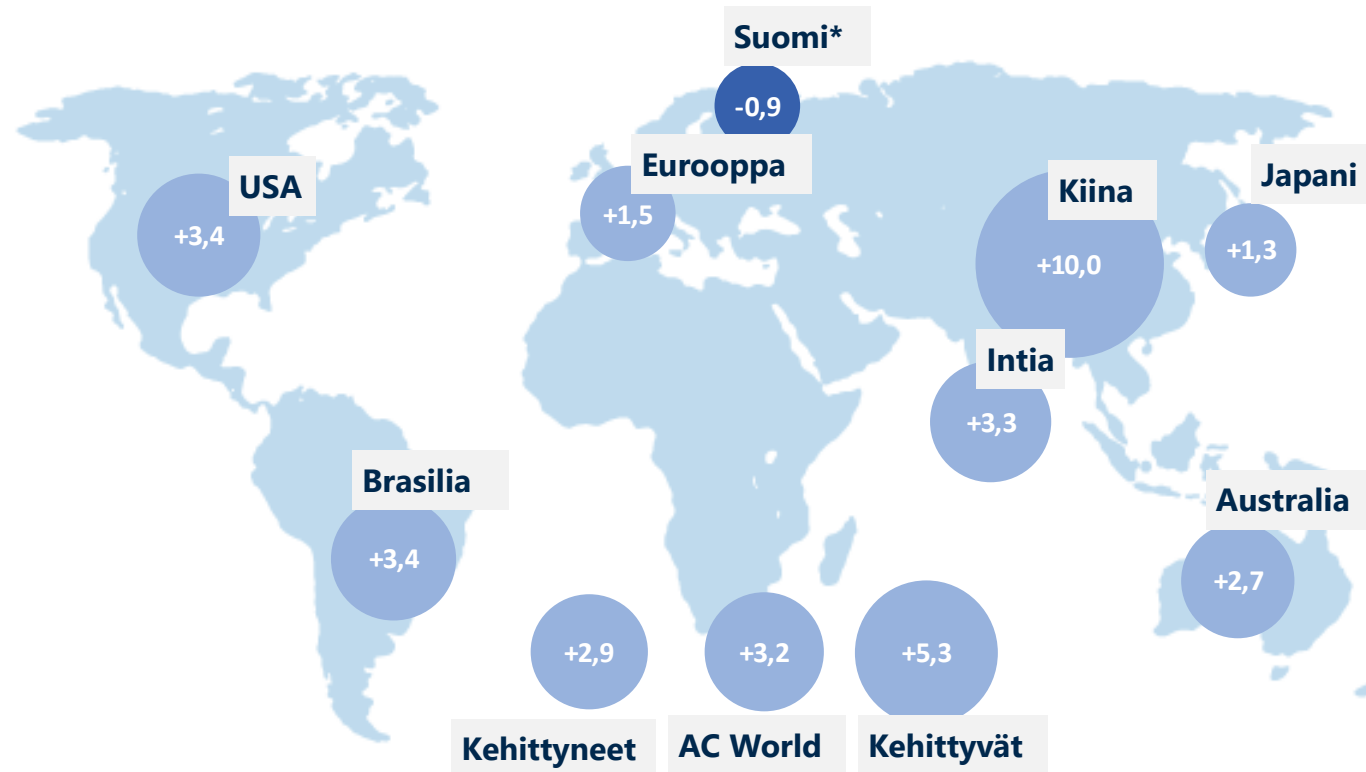 Suomi*
-0,9
Eurooppa
+1,5
USA
+3,4
Kiina
+10,0
Japani
+1,3
Intia
+3,3
Brasilia
+3,4
Australia
+2,7
+2,9
Kehittyneet
+3,2
AC World
+5,3
Kehittyvät